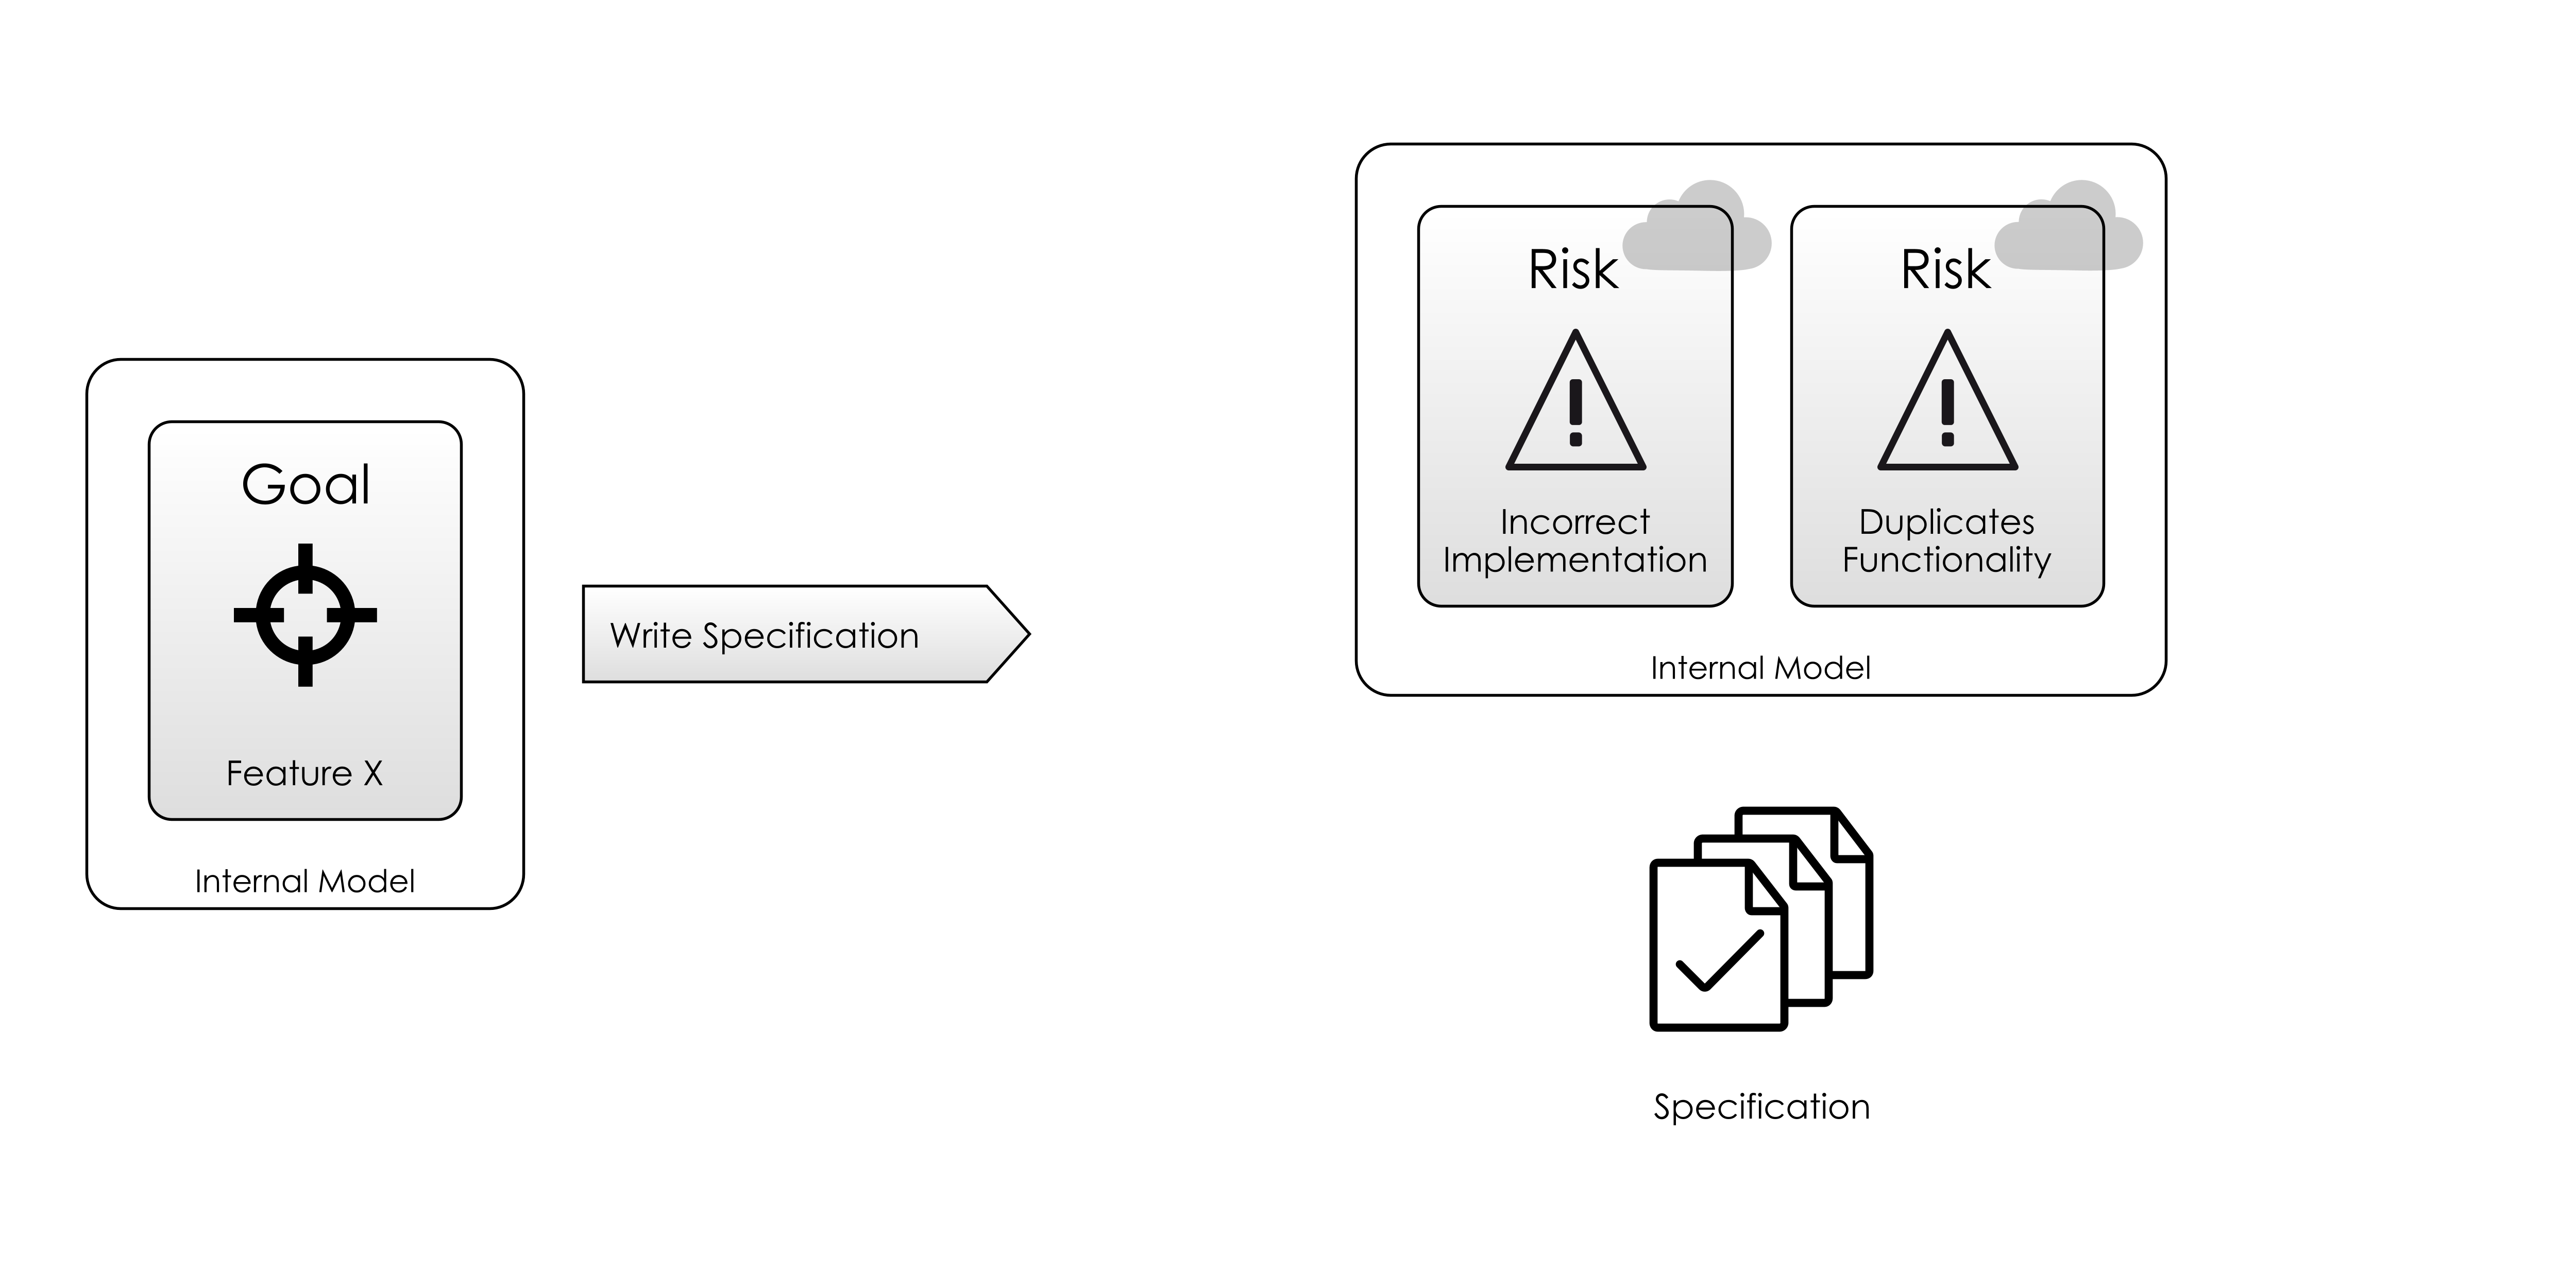 Goal
Feature X
Internal Model
Write Specification
Risk
Incorrect
Implementation
Risk
Duplicates
Functionality
Internal Model
Specification